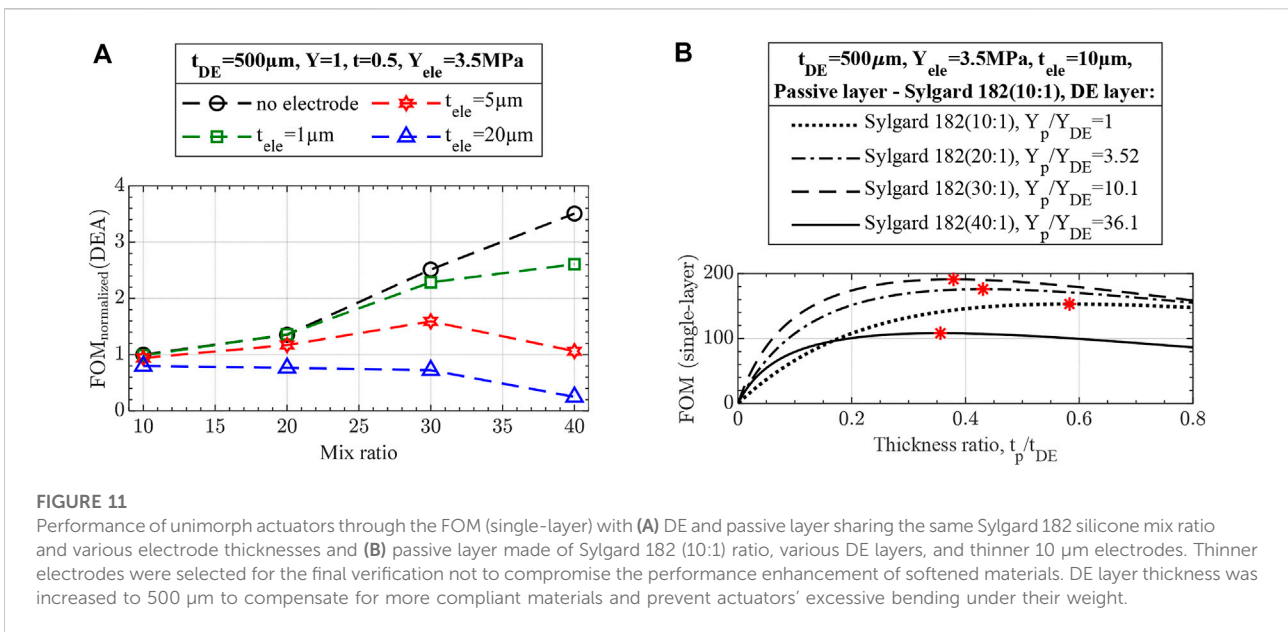 A
t_DE=500µm, Y=1, t=0.5, Y_ele=3.5MPa
no electrode
t_ele=5µm
t_ele=1µm
t_ele=20µm
FOM_normalized(DEA)
4
3
2
1
0
10 15 20 25 30 35 40
Mix ratio
B
t_DE=500µm, Y_ele=3.5MPa, t_ele=10µm,
Passive layer - Sylgard 182(10:1), DE layer:
Sylgard 182(10:1), Y_p/Y_DE=1
Sylgard 182(20:1), Y_p/Y_DE=3.52
Sylgard 182(30:1), Y_p/Y_DE=10.1
Sylgard 182(40:1), Y_p/Y_DE=36.1
FOM (single-layer)
200
100
0
0 0.2 0.4 0.6 0.8
Thickness ratio, t_p/t_DE
FIGURE 11
Performance of unimorph actuators through the FOM (single-layer) with (A) DE and passive layer sharing the same Sylgard 182 silicone mix ratio
and various electrode thicknesses and (B) passive layer made of Sylgard 182 (10:1) ratio, various DE layers, and thinner 10 µm electrodes. Thinner
electrodes were selected for the final verification not to compromise the performance enhancement of softened materials. DE layer thickness was
increased to 500 µm to compensate for more compliant materials and prevent actuators' excessive bending under their weight.